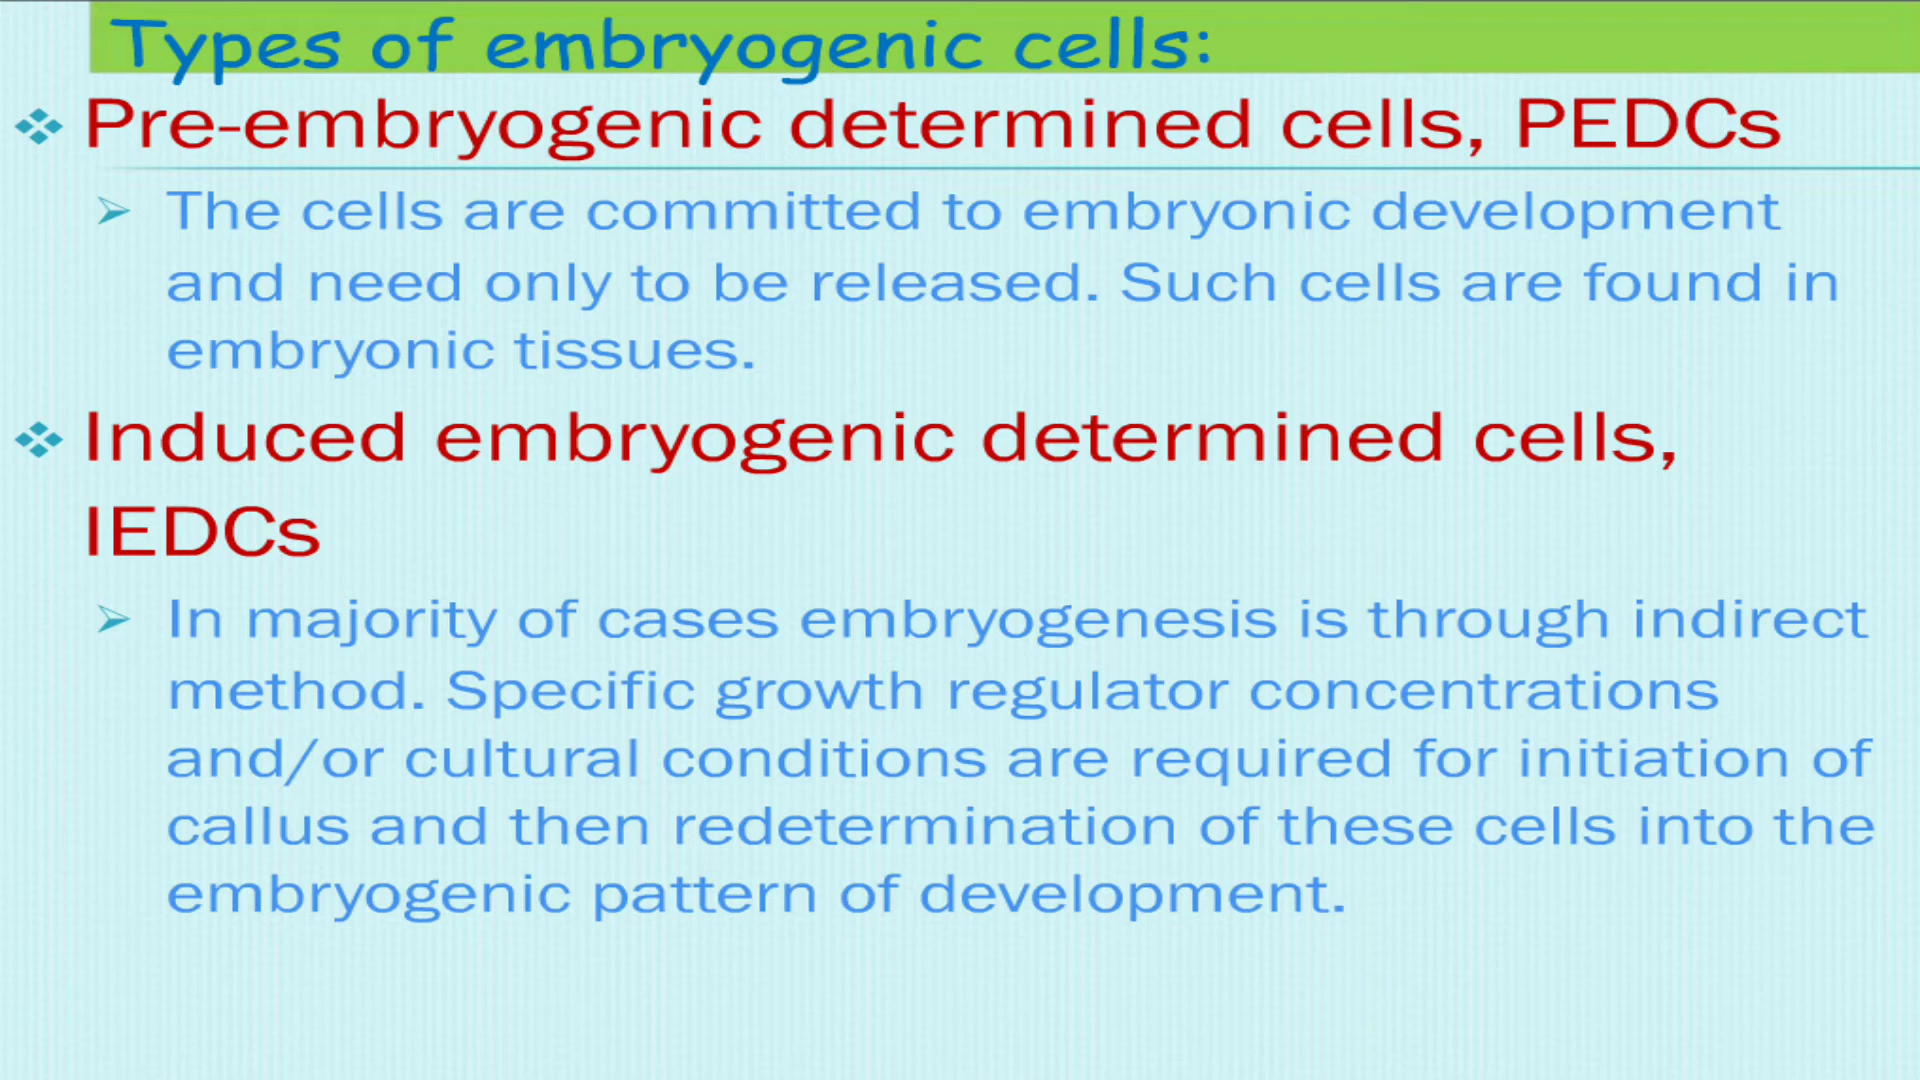 Types of embryogenic cells:
Pre-embryogenic determined cells, PEDCs
The cells are committed to embryonic development
and need only to be released. Such cells are found in
embryonic tissues.
Induced embryogenic determined cells,
IEDCs
In majority of cases embryogenesis is through indirect
method. Specific growth regulator concentrations
and/or cultural conditions are required for initiation of
callus and then redetermination of these cells into the
embryogenic pattern of development.